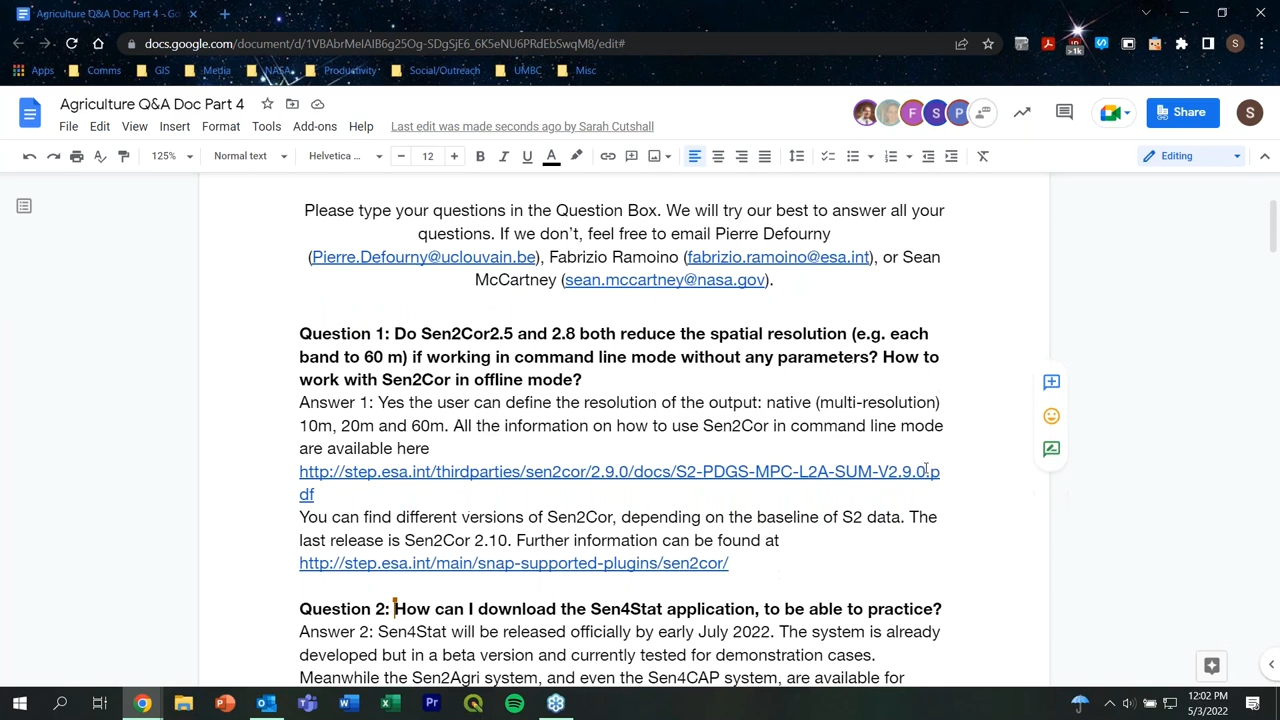 Agriculture Q&A Doc Part 4 - Go
docs.google.com/document/d/1VBAbrMeIAIB6g25Og-SDgSjE6_6K5eNU6PRdEbSwqM8/edit#
>1k
S
Apps
Comms
GIS
Media
NASA
Productivity
Social/Outreach
UMBC
Misc
Agriculture Q&A Doc Part 4
F
S
P
Share
S
File Edit View Insert Format Tools Add-ons Help Last edit was made seconds ago by Sarah Cutshall
125% Normal text Helvetica ... 12 B I U A Editing
Please type your questions in the Question Box. We will try our best to answer all your
questions. If we don't, feel free to email Pierre Defourny
(Pierre.Defourny@uclouvain.be), Fabrizio Ramoino (fabrizio.ramoino@esa.int), or Sean
McCartney (sean.mccartney@nasa.gov).
Question 1: Do Sen2Cor2.5 and 2.8 both reduce the spatial resolution (e.g. each
band to 60 m) if working in command line mode without any parameters? How to
work with Sen2Cor in offline mode?
Answer 1: Yes the user can define the resolution of the output: native (multi-resolution)
10m, 20m and 60m. All the information on how to use Sen2Cor in command line mode
are available here
http://step.esa.int/thirdparties/sen2cor/2.9.0/docs/S2-PDGS-MPC-L2A-SUM-V2.9.0.p
df
You can find different versions of Sen2Cor, depending on the baseline of S2 data. The
last release is Sen2Cor 2.10. Further information can be found at
http://step.esa.int/main/snap-supported-plugins/sen2cor/
Question 2: How can I download the Sen4Stat application, to be able to practice?
Answer 2: Sen4Stat will be released officially by early July 2022. The system is already
developed but in a beta version and currently tested for demonstration cases.
Meanwhile the Sen2Agri system, and even the Sen4CAP system, are available for
12:02 PM
5/3/2022